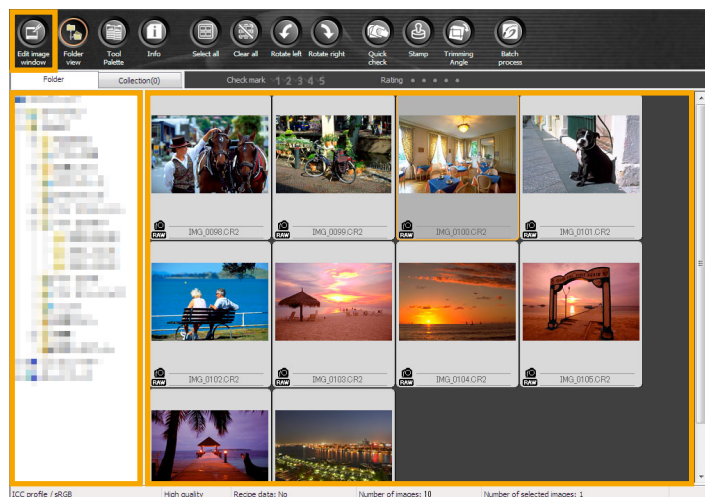 Edit image window
Folder view
Tool Palette
Info
Select all
Clear all
Rotate left
Rotate right
Quick check
Stamp
Trimming Angle
Batch process
Folder
Collection(0)
Check mark 1 2 3 4 5
Rating
IMG_0098.CR2
IMG_0099.CR2
IMG_0100.CR2
IMG_0101.CR2
RAW
RAW
RAW
RAW
IMG_0102.CR2
IMG_0103.CR2
IMG_0104.CR2
IMG_0105.CR2
RAW
RAW
RAW
RAW
ICC profile / sRGB
High quality
Recipe data: No
Number of images: 10
Number of selected images: 1